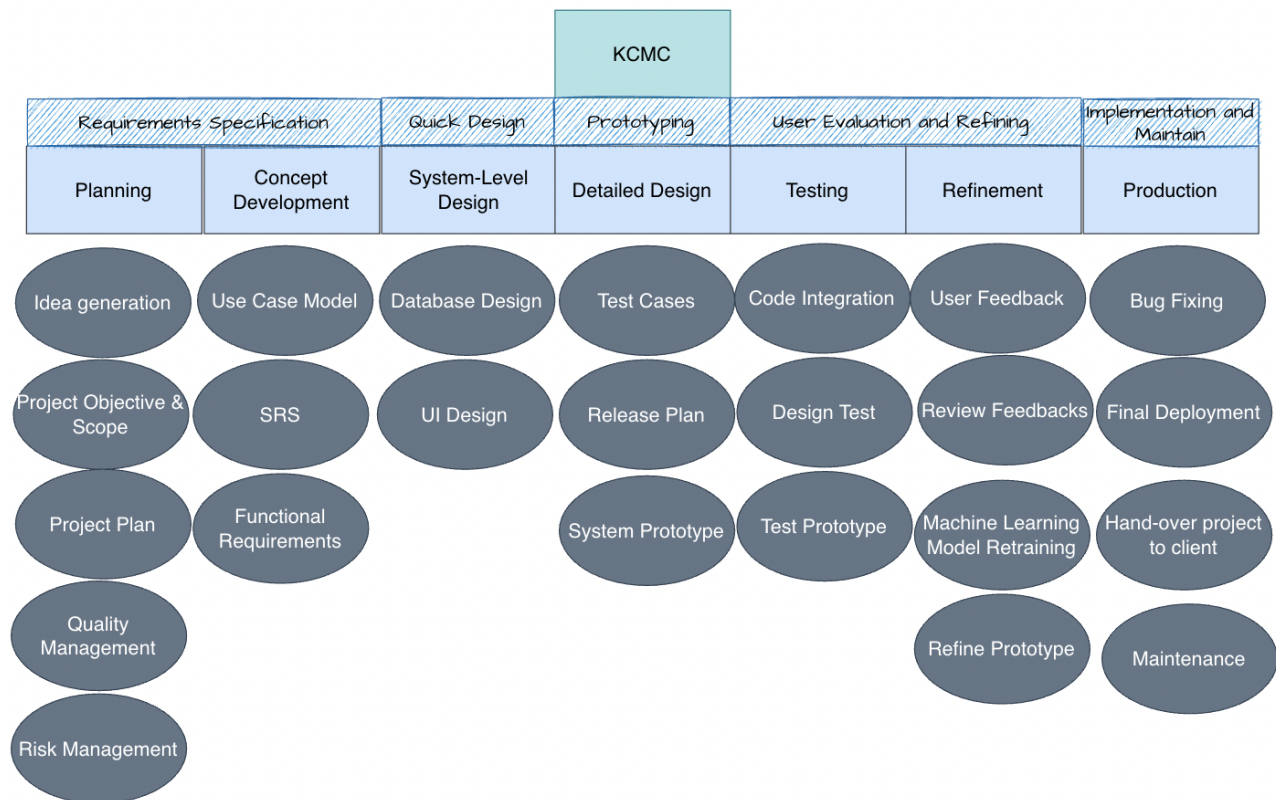 KCMC
Requirements Specification
Quick Design
Prototyping
User Evaluation and Refining
Implementation and
Maintain
Planning
Concept
Development
System-Level
Design
Detailed Design
Testing
Refinement
Production
Idea generation
Project Objective &
Scope
Project Plan
Quality
Management
Risk Management
Use Case Model
SRS
Functional
Requirements
Database Design
UI Design
Test Cases
Release Plan
System Prototype
Code Integration
Design Test
Test Prototype
User Feedback
Review Feedbacks
Machine Learning
Model Retraining
Refine Prototype
Bug Fixing
Final Deployment
Hand-over project
to client
Maintenance